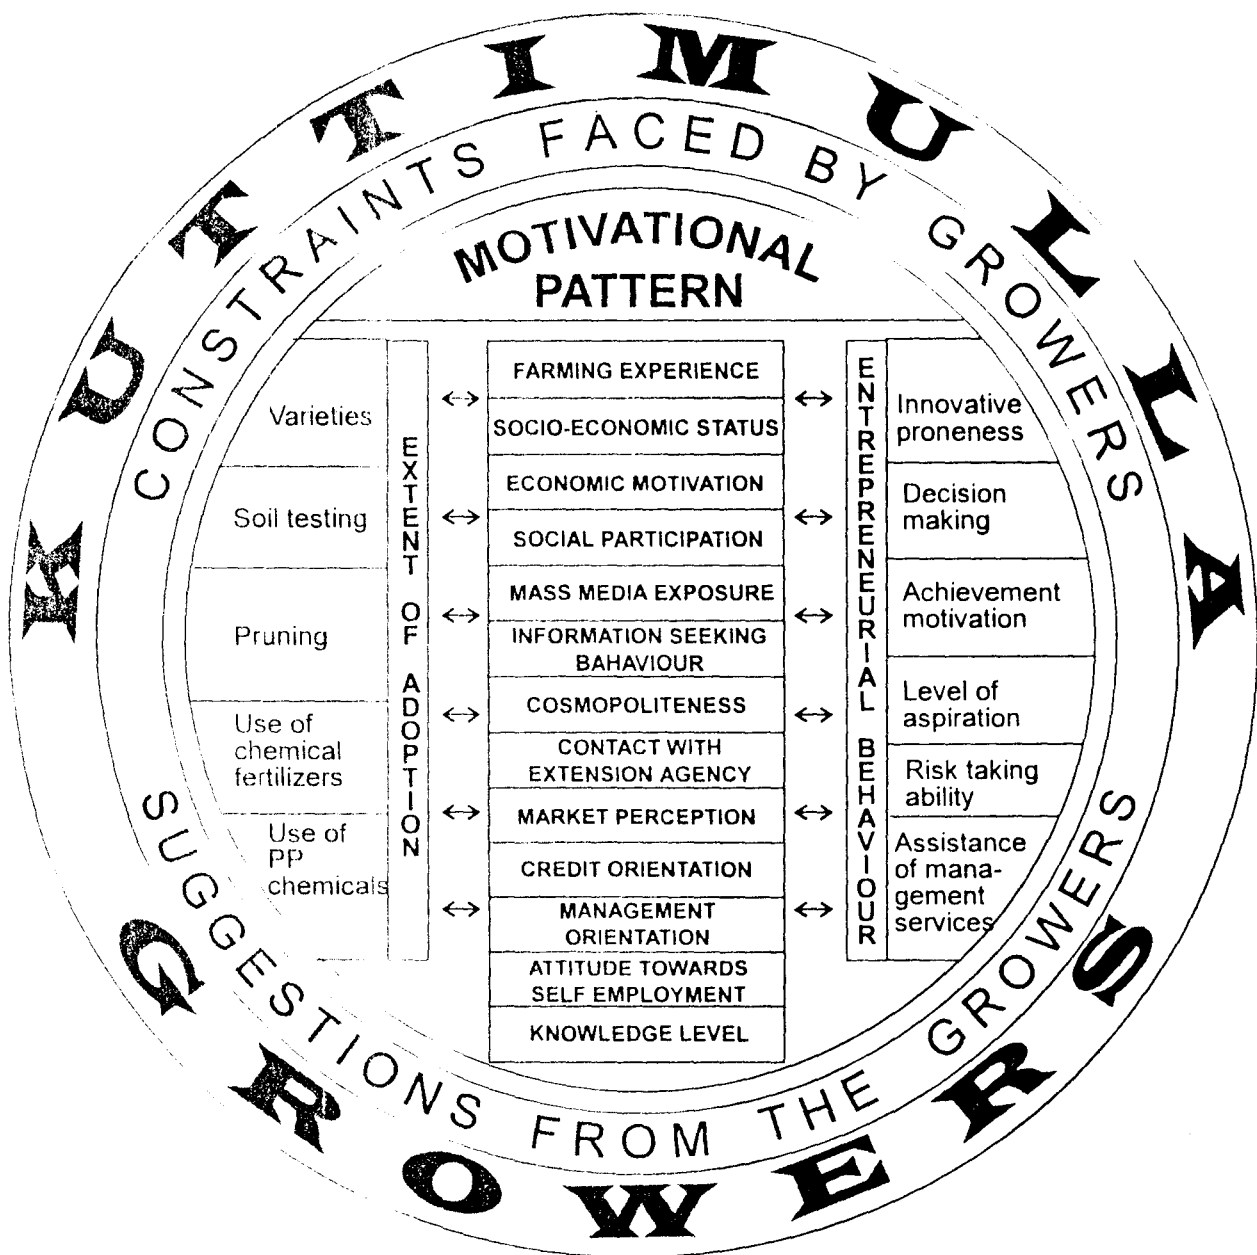 KUTTIMULLA
CONSTRAINTS FACED BY GROWERS
MOTIVATIONAL
PATTERN
Varieties
Soil testing
Pruning
Use of
chemical
fertilizers
Use of
PP
chemicals
EXTENT OF ADOPTION
FARMING EXPERIENCE
SOCIO-ECONOMIC STATUS
ECONOMIC MOTIVATION
SOCIAL PARTICIPATION
MASS MEDIA EXPOSURE
INFORMATION SEEKING
BAHAVIOUR
COSMOPOLITENESS
CONTACT WITH
EXTENSION AGENCY
MARKET PERCEPTION
CREDIT ORIENTATION
MANAGEMENT
ORIENTATION
ATTITUDE TOWARDS
SELF EMPLOYMENT
KNOWLEDGE LEVEL
ENTREPRENEURIAL BEHAVIOUR
Innovative
proneness
Decision
making
Achievement
motivation
Level of
aspiration
Risk taking
ability
Assistance
of mana-
gement
services
SUGGESTIONS FROM THE GROWERS
GROWERS